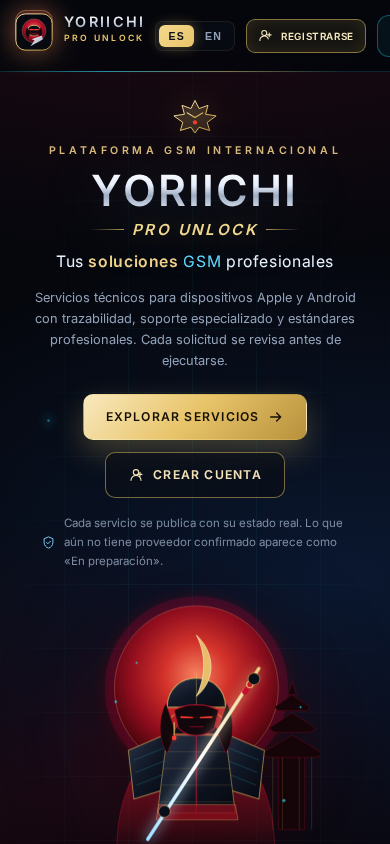 YORIICHI
PRO UNLOCK
ES EN
REGISTRARSE
PLATAFORMA GSM INTERNACIONAL
YORIICHI
PRO UNLOCK
Tus soluciones GSM profesionales
Servicios técnicos para dispositivos Apple y Android
con trazabilidad, soporte especializado y estándares
profesionales. Cada solicitud se revisa antes de
ejecutarse.
EXPLORAR SERVICIOS →
CREAR CUENTA
Cada servicio se publica con su estado real. Lo que
aún no tiene proveedor confirmado aparece como
«En preparación».